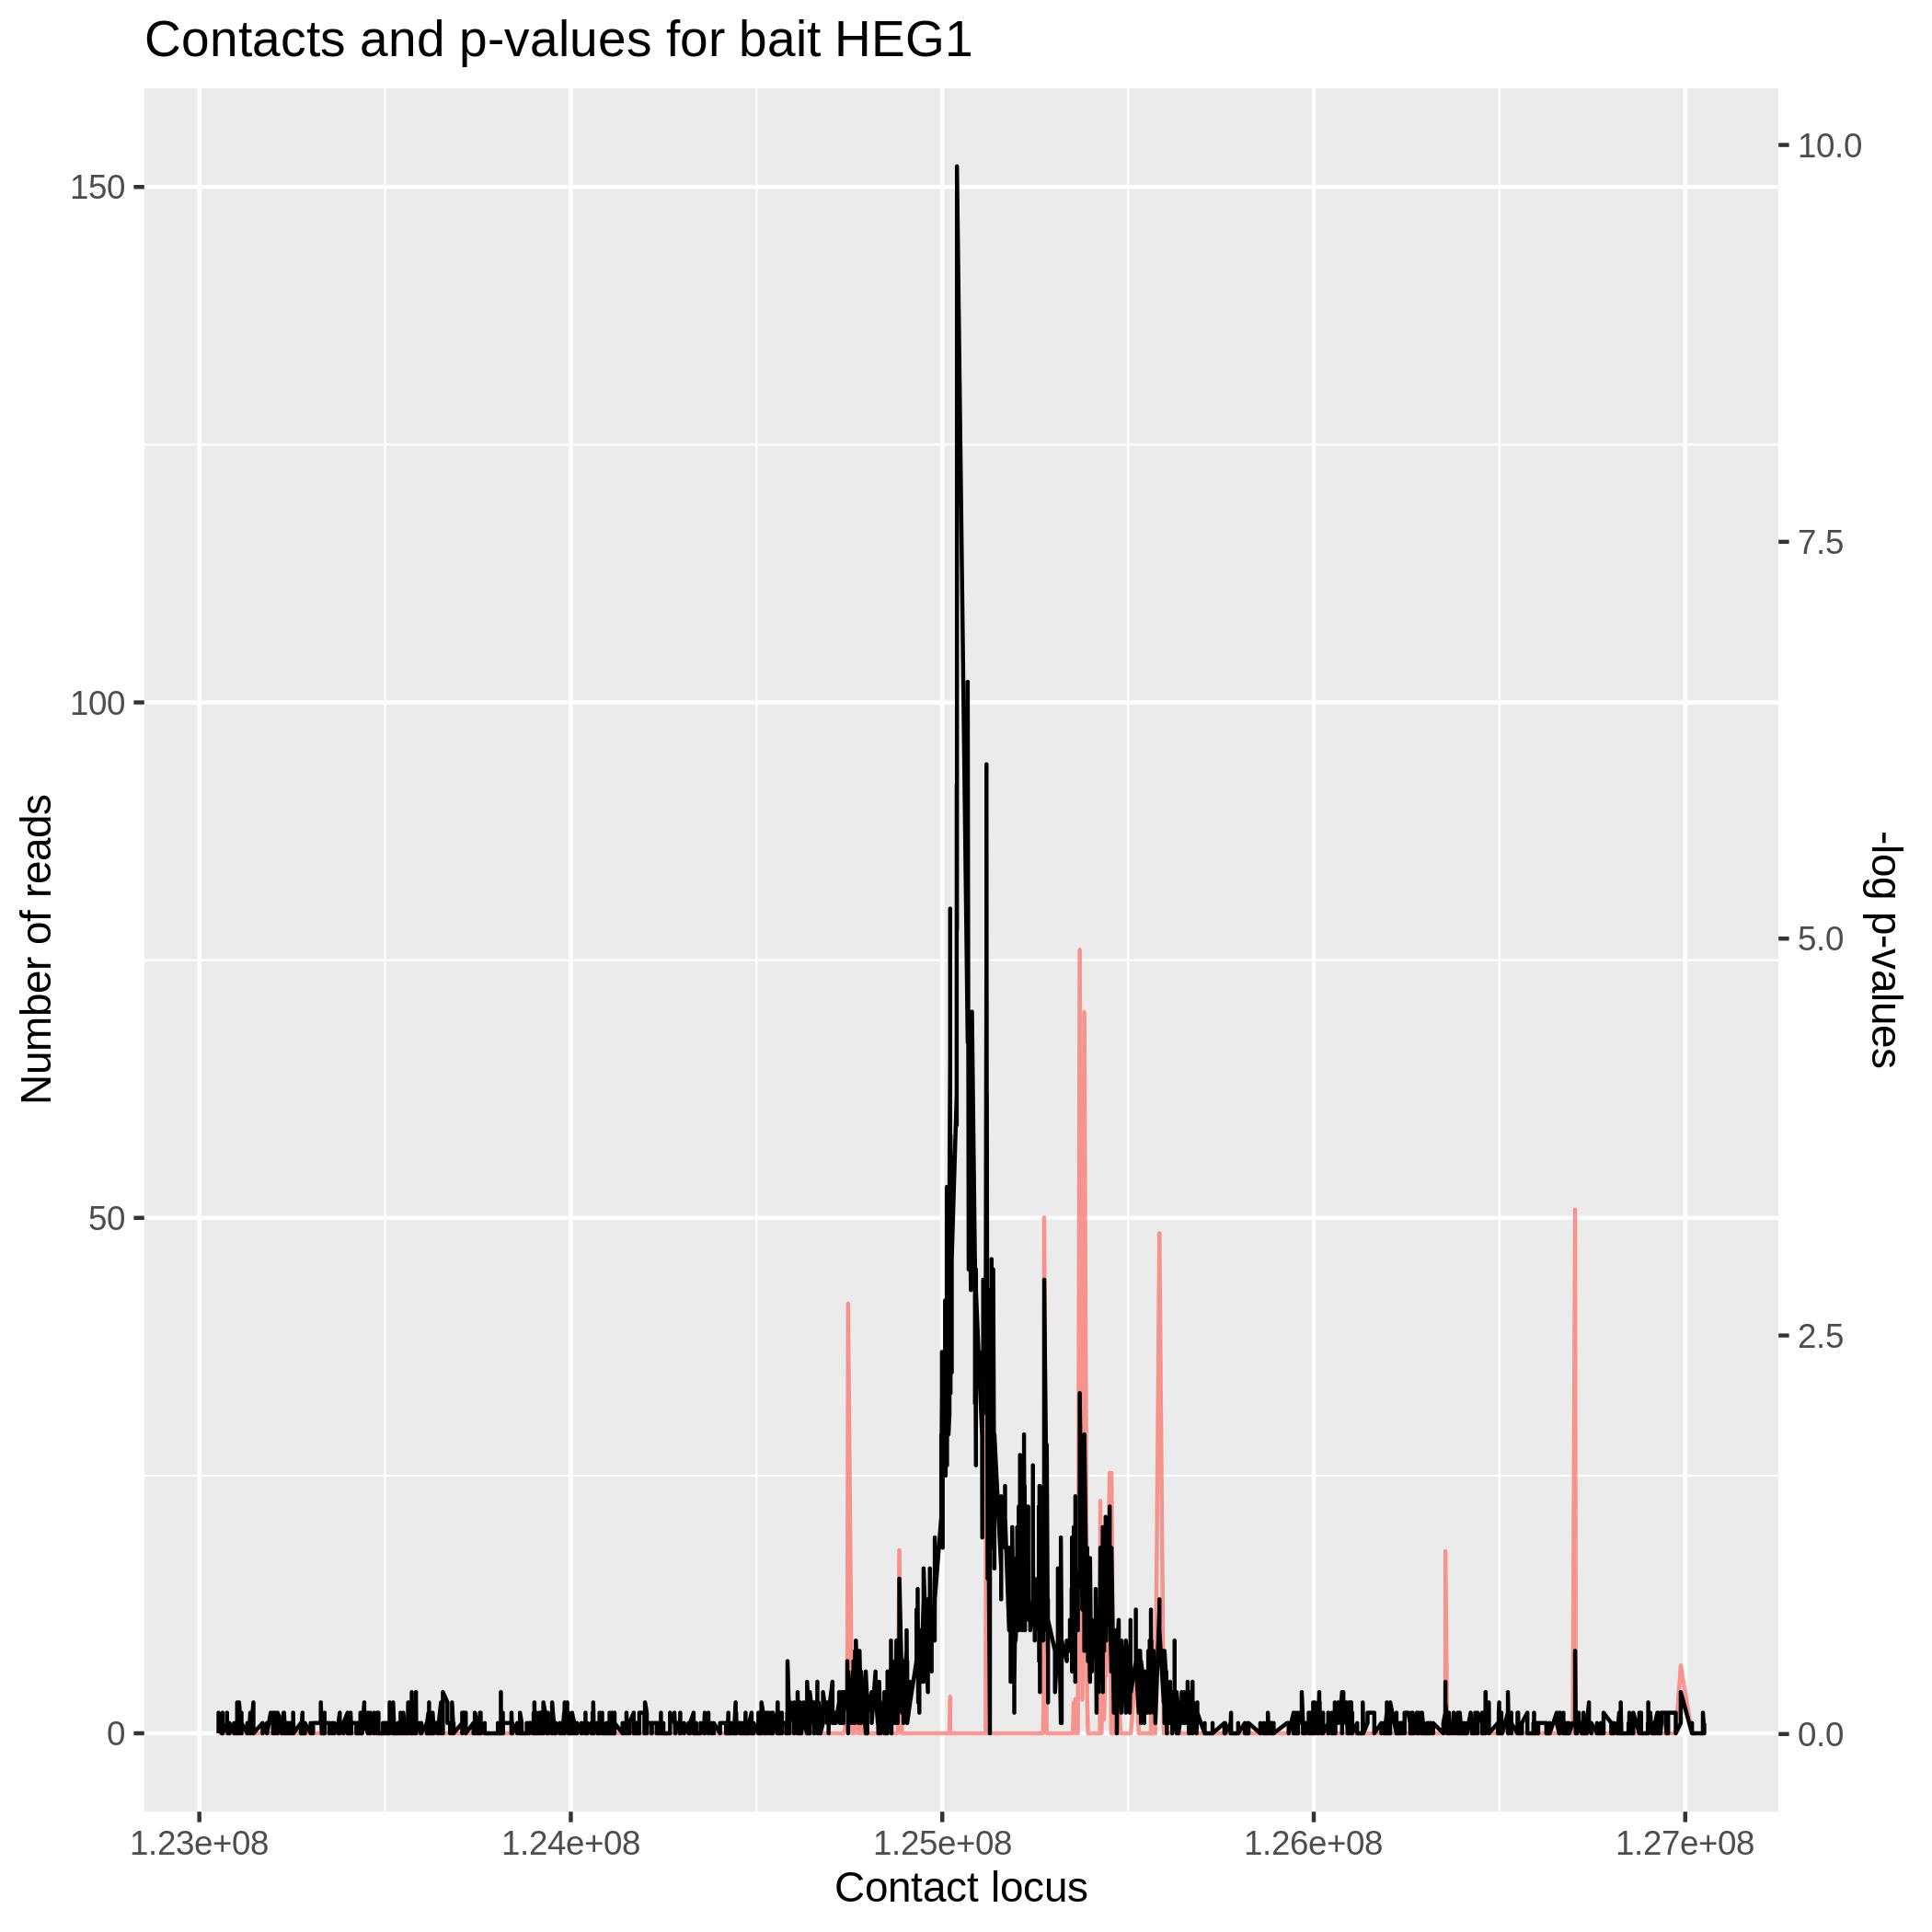 Contacts and p-values for bait HEG1
150
100
50
0
Number of reads
10.0
7.5
5.0
2.5
0.0
-log p-values
1.23e+08
1.24e+08
1.25e+08
1.26e+08
1.27e+08
Contact locus